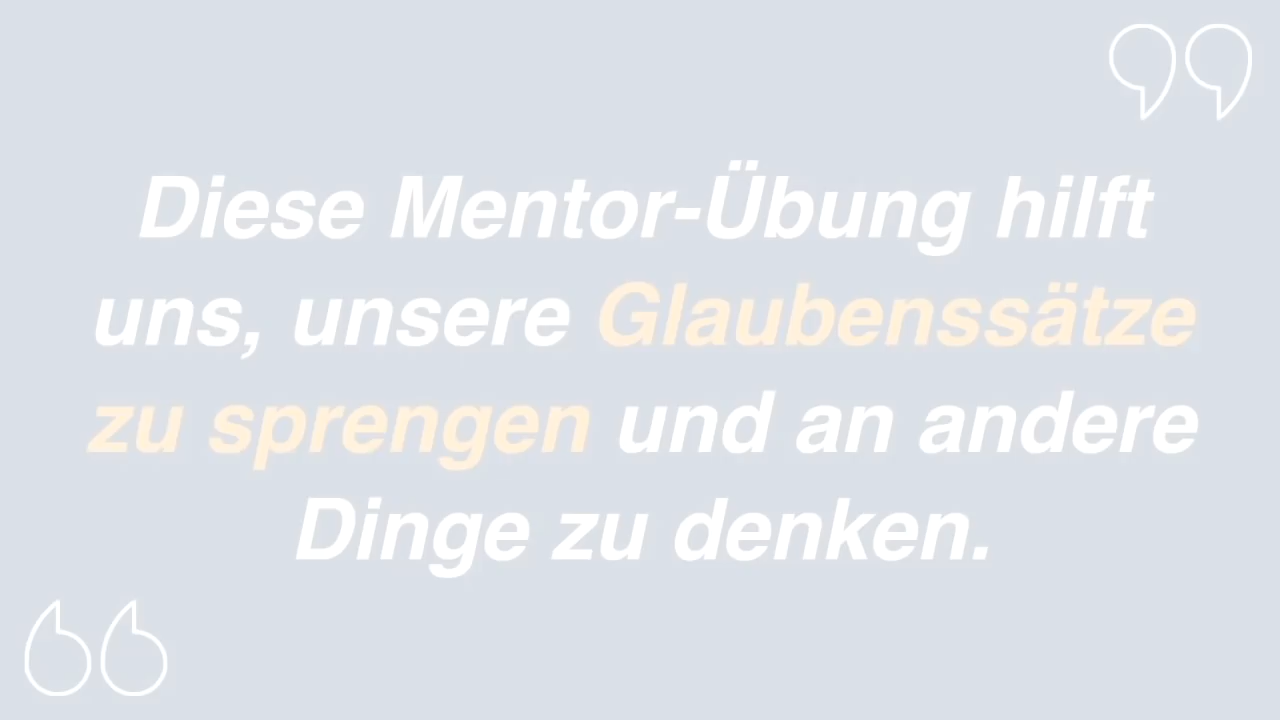 Diese Mentor-Übung hilft
uns, unsere Glaubenssätze
zu sprengen und an andere
Dinge zu denken.